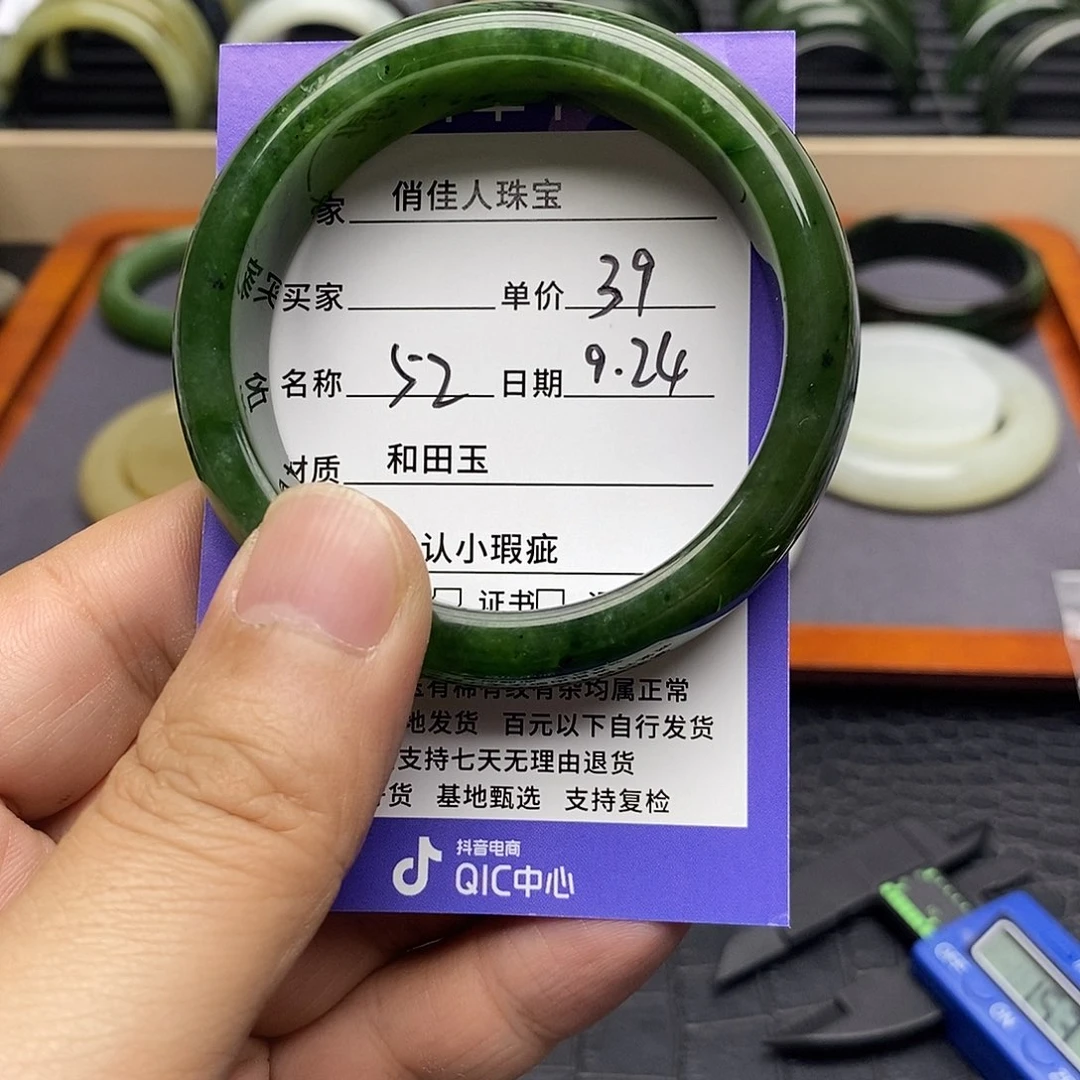 家 俏佳人珠宝
买家 单价 39
名称 52 日期 9.24
材质 和田玉
认小瑕疵
证书
有棉有纹有杂均属正常
地发货 百元以下自行发货
支持七天无理由退货
货 基地甄选 支持复检
抖音电商
QIC中心